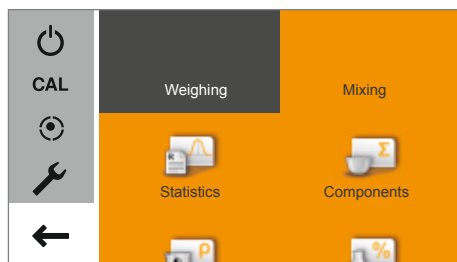 CAL
Weighing Mixing
Σ
Statistics Components
P %